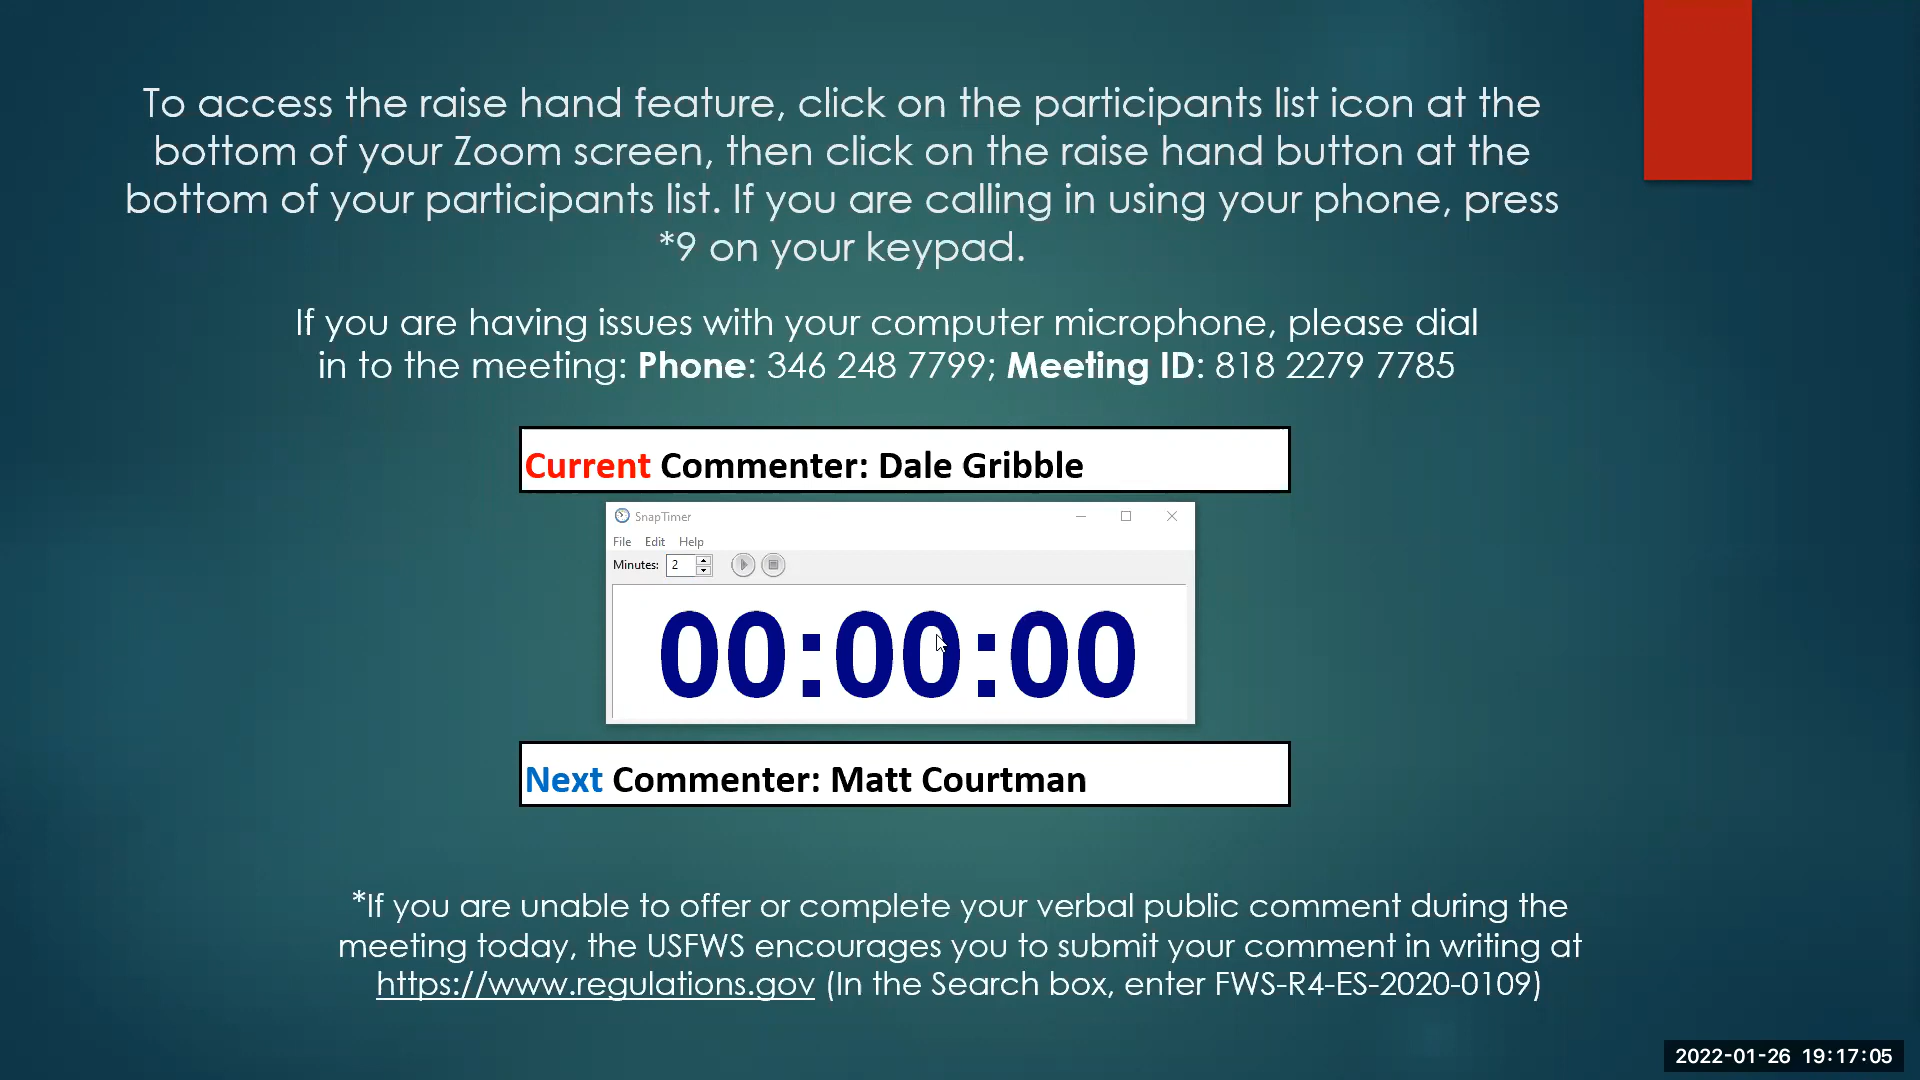 To access the raise hand feature, click on the participants list icon at the
bottom of your Zoom screen, then click on the raise hand button at the
bottom of your participants list. If you are calling in using your phone, press
*9 on your keypad.
If you are having issues with your computer microphone, please dial
in to the meeting: Phone: 346 248 7799; Meeting ID: 818 2279 7785
Current Commenter: Dale Gribble
SnapTimer
File Edit Help
Minutes: 2
00:00:00
Next Commenter: Matt Courtman
*If you are unable to offer or complete your verbal public comment during the
meeting today, the USFWS encourages you to submit your comment in writing at
https://www.regulations.gov (In the Search box, enter FWS-R4-ES-2020-0109)
2022-01-26 19:17:05